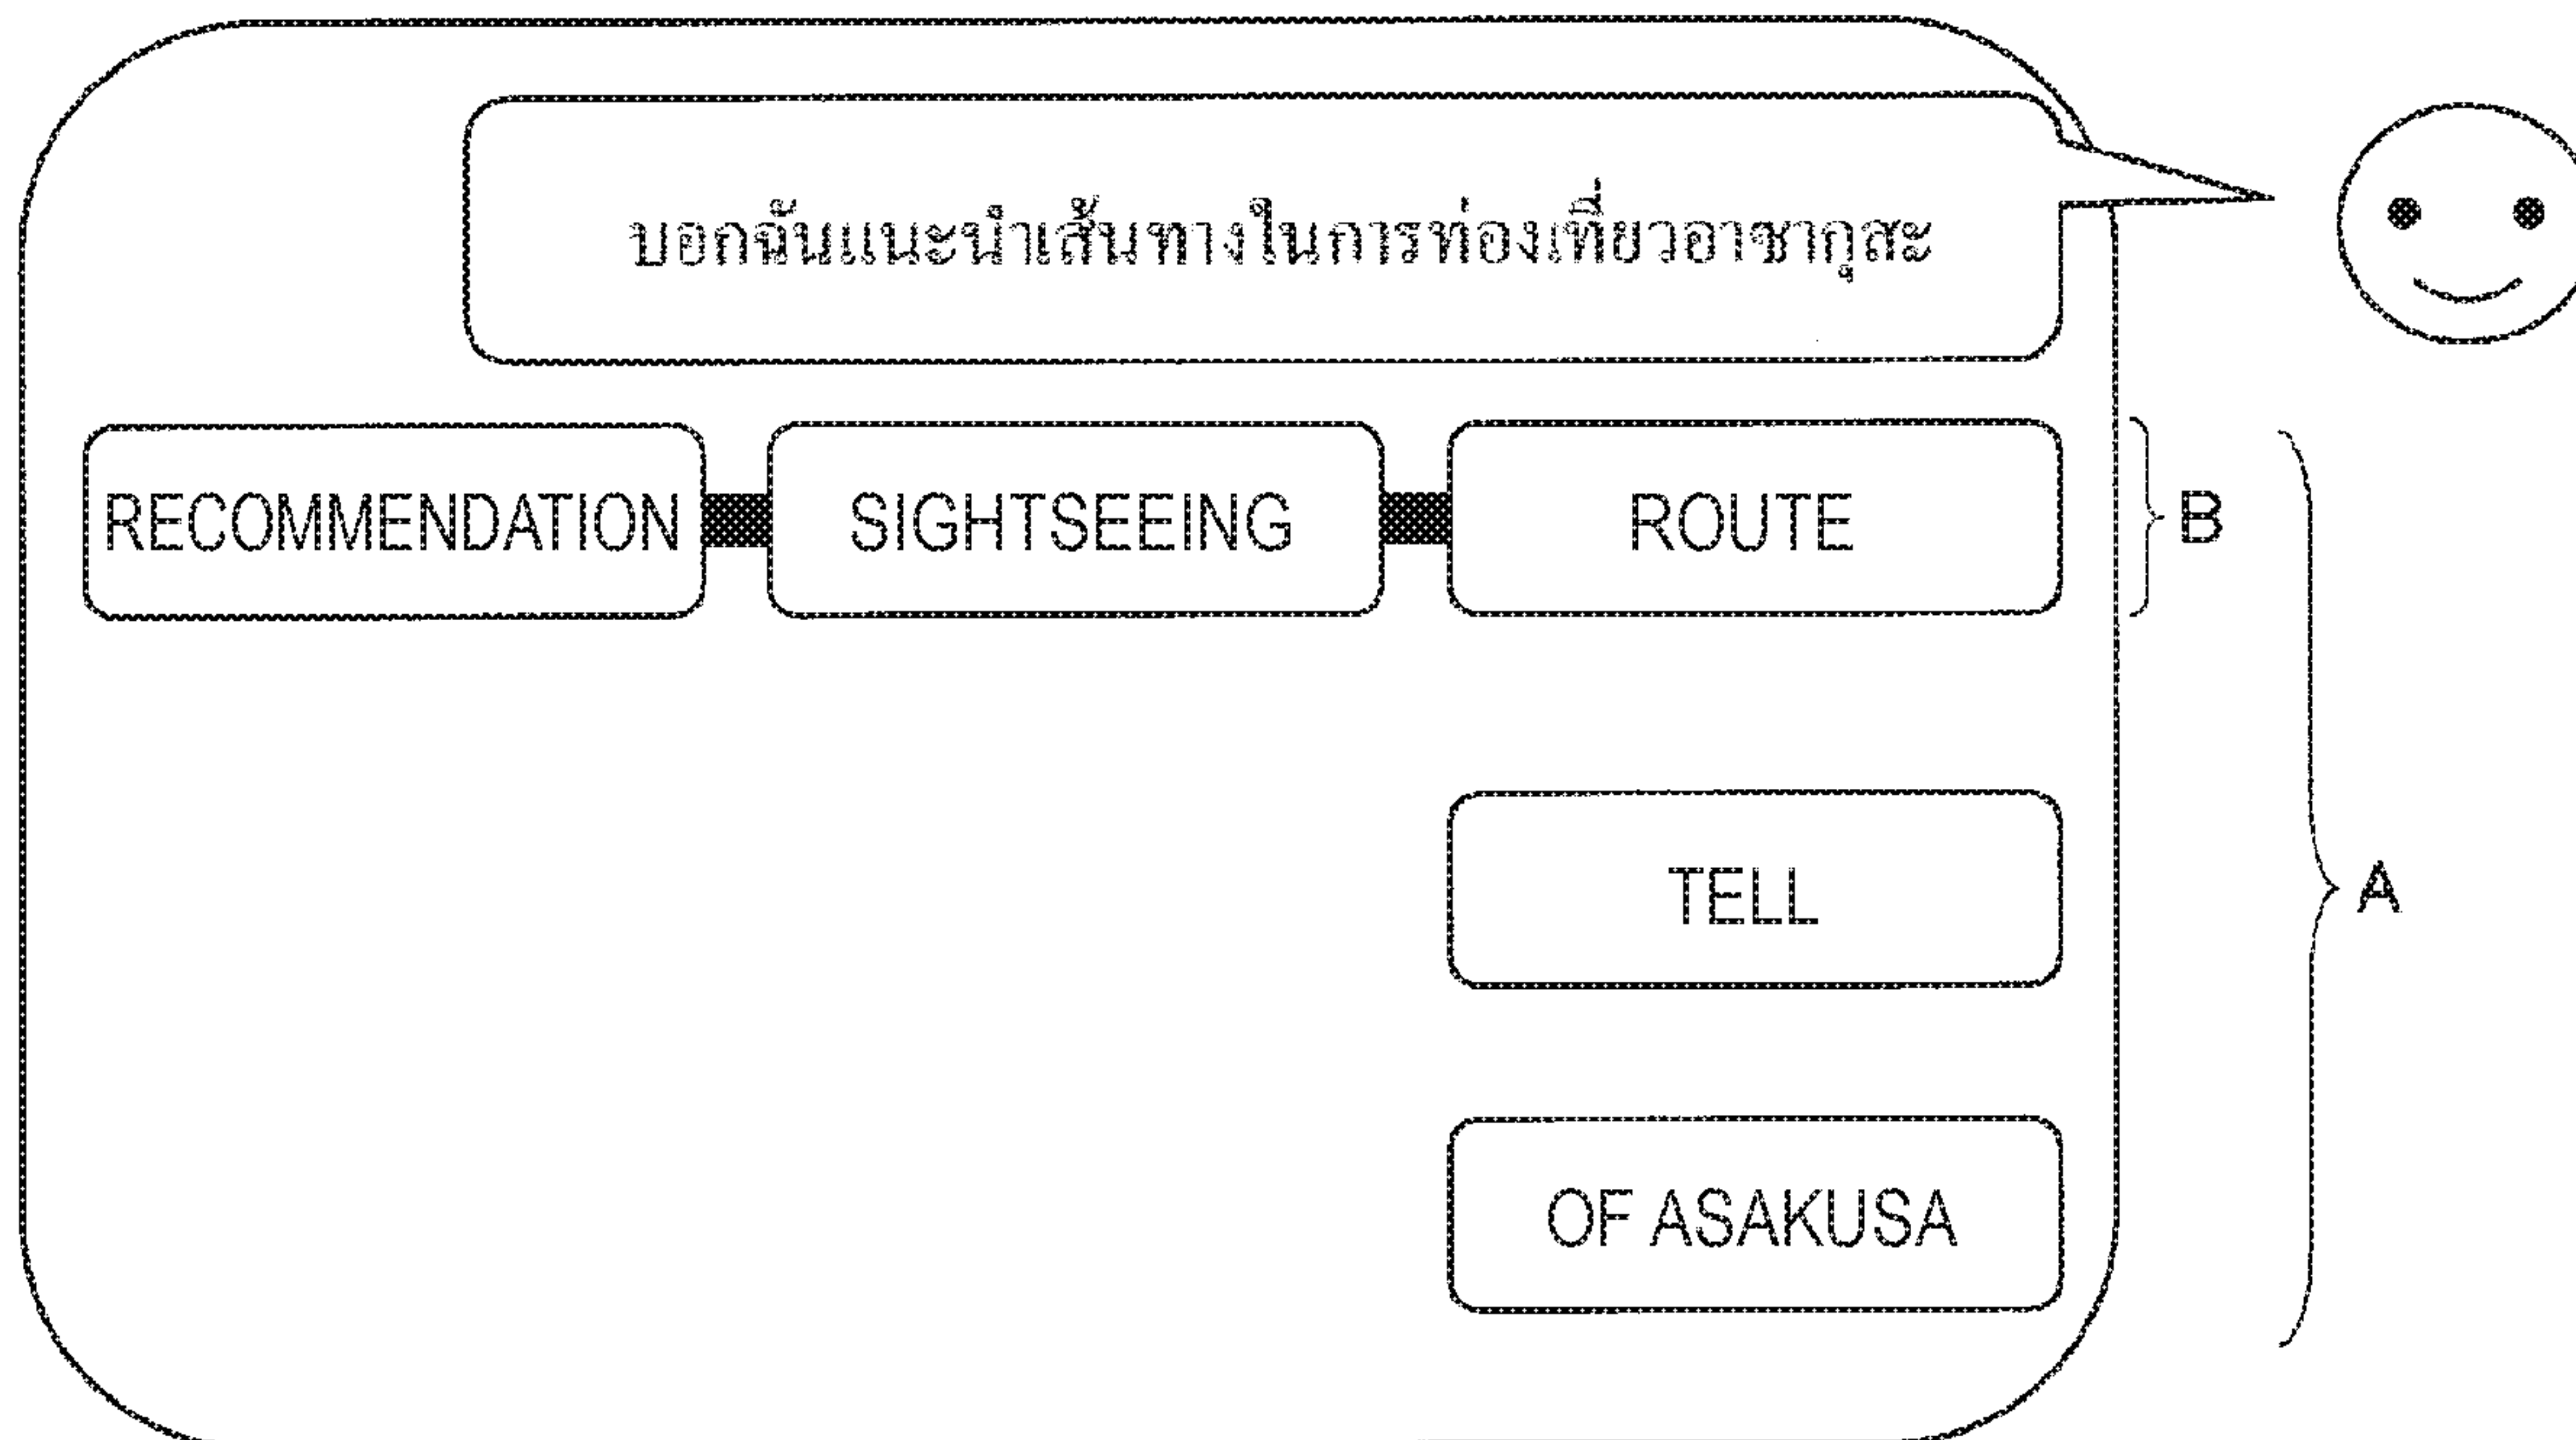 บอกฉันแนะนำเส้นทางในการท่องเที่ยวอาซากุสะ
RECOMMENDATION SIGHTSEEING ROUTE B
TELL
A
OF ASAKUSA